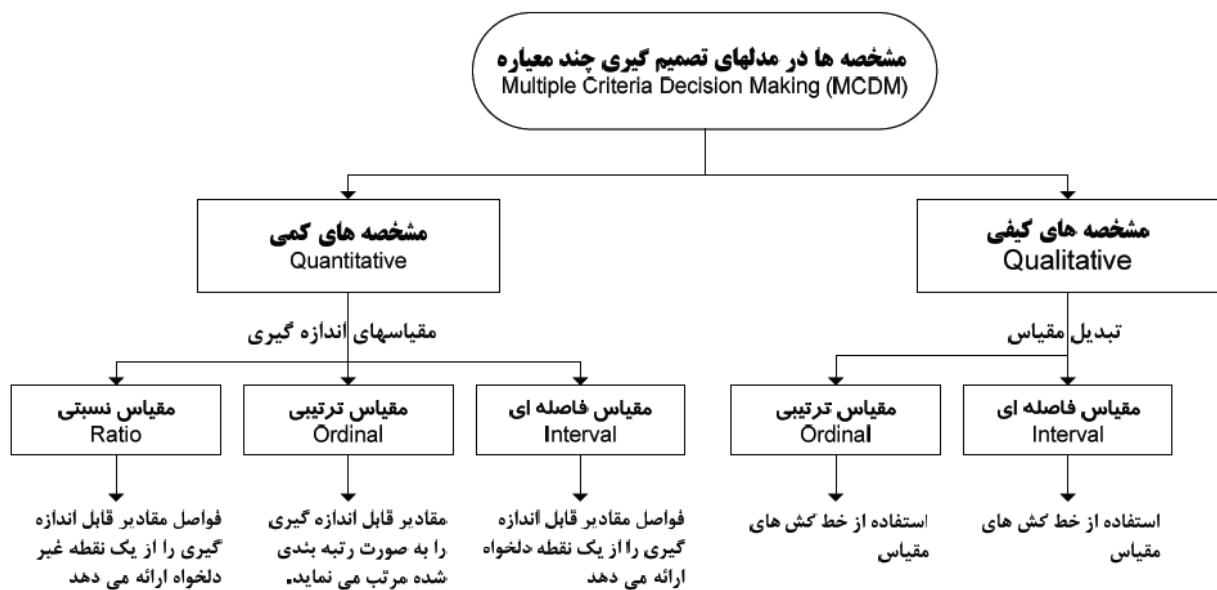 مشخصه ها در مدلهای تصمیم گیری چند معیاره
Multiple Criteria Decision Making (MCDM)
مشخصه های کیفی
Qualitative
مشخصه های کمی
Quantitative
تبدیل مقیاس
مقیاسهای اندازه گیری
مقیاس فاصله ای
Interval
مقیاس ترتیبی
Ordinal
مقیاس فاصله ای
Interval
مقیاس ترتیبی
Ordinal
مقیاس نسبتی
Ratio
استفاده از خط کش های
مقیاس
استفاده از خط کش های
مقیاس
فواصل مقادیر قابل اندازه
گیری را از یک نقطه دلخواه
ارائه می دهد
مقادیر قابل اندازه گیری
را به صورت رتبه بندی
شده مرتب می نماید.
فواصل مقادیر قابل اندازه
گیری را از یک نقطه غیر
دلخواه ارائه می دهد